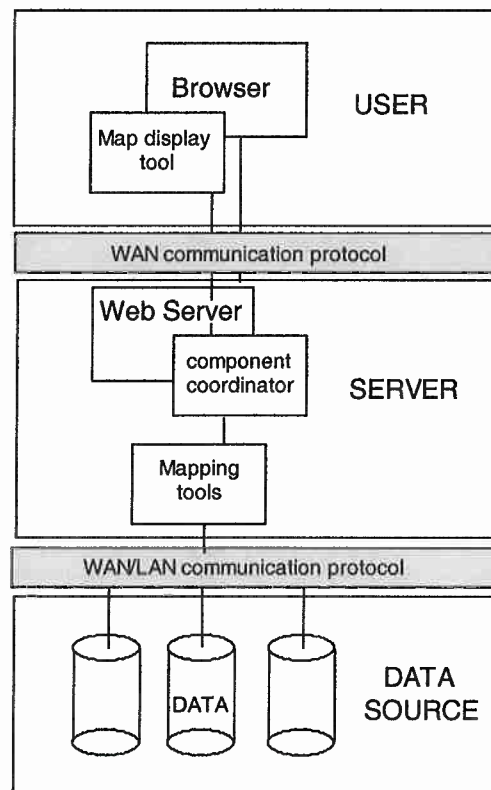 Browser
USER
Map display
tool
WAN communication protocol
Web Server
component
coordinator
SERVER
Mapping
tools
WAN/LAN communication protocol
DATA
DATA
SOURCE